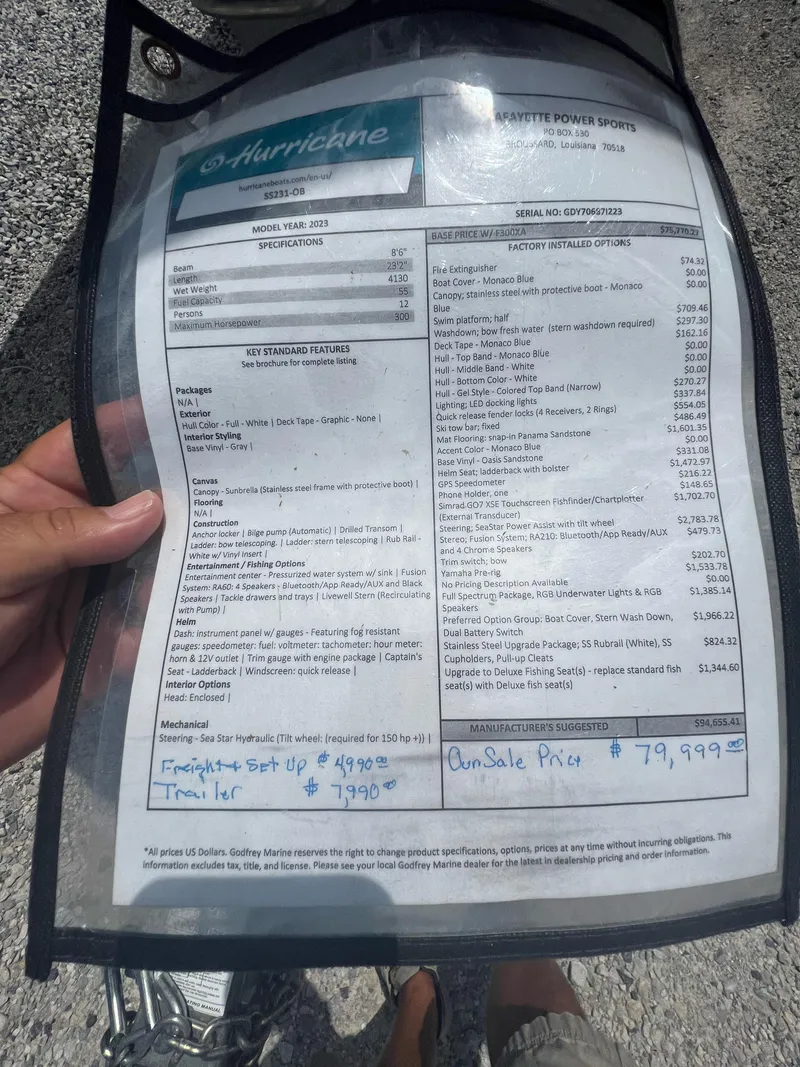 Hurricane
hurricaneboats.com/en-us/
SS231-OB
AFAYETTE POWER SPORTS
PO BOX 530
BROUSSARD, Louisiana 70518
MODEL YEAR: 2023
SERIAL NO: GDY70697I223
SPECIFICATIONS
Beam 8'6"
Length 23'2"
Wet Weight 4130
Fuel Capacity 55
Persons 12
Maximum Horsepower 300
KEY STANDARD FEATURES
See brochure for complete listing
Packages
N/A |
Exterior
Hull Color - Full - White | Deck Tape - Graphic - None |
Interior Styling
Base Vinyl - Gray |
Canvas
Canopy - Sunbrella (Stainless steel frame with protective boot) |
Flooring
N/A |
Construction
Anchor locker | Bilge pump (Automatic) | Drilled Transom |
Ladder: bow telescoping. | Ladder: stern telescoping | Rub Rail -
White w/ Vinyl Insert |
Entertainment / Fishing Options
Entertainment center - Pressurized water system w/ sink | Fusion
System: RA60: 4 Speakers - Bluetooth/App Ready/AUX and Black
Speakers | Tackle drawers and trays | Livewell Stern (Recirculating
with Pump) |
Helm
Dash: instrument panel w/ gauges - Featuring fog resistant
gauges: speedometer: fuel: voltmeter: tachometer: hour meter:
horn & 12V outlet | Trim gauge with engine package | Captain's
Seat - Ladderback | Windscreen: quick release |
Interior Options
Head: Enclosed |
Mechanical
Steering - Sea Star Hydraulic (Tilt wheel: (required for 150 hp +)) |
Freight + Set Up $ 4,990.00
Trailer $ 7,990.00
BASE PRICE W/ F300XA $75,770.27
FACTORY INSTALLED OPTIONS
Fire Extinguisher $74.32
Boat Cover - Monaco Blue $0.00
Canopy; stainless steel with protective boot - Monaco $0.00
Blue
Swim platform; half $709.46
Washdown; bow fresh water (stern washdown required) $297.30
Deck Tape - Monaco Blue $162.16
Hull - Top Band - Monaco Blue $0.00
Hull - Middle Band - White $0.00
Hull - Bottom Color - White $0.00
Hull - Gel Style - Colored Top Band (Narrow) $270.27
Lighting; LED docking lights $337.84
Quick release fender locks (4 Receivers, 2 Rings) $554.05
Ski tow bar; fixed $486.49
Mat Flooring: snap-in Panama Sandstone $1,601.35
Accent Color - Monaco Blue $0.00
Base Vinyl - Oasis Sandstone $331.08
Helm Seat; ladderback with bolster $1,472.97
GPS Speedometer $216.22
Phone Holder, one $148.65
Simrad GO7 XSE Touchscreen Fishfinder/Chartplotter $1,702.70
(External Transducer)
Steering; SeaStar Power Assist with tilt wheel $2,783.78
Stereo; Fusion System; RA210: Bluetooth/App Ready/AUX $479.73
and 4 Chrome Speakers
Trim switch; bow $202.70
Yamaha Pre-rig $1,533.78
No Pricing Description Available $0.00
Full Spectrum Package, RGB Underwater Lights & RGB $1,385.14
Speakers
Preferred Option Group: Boat Cover, Stern Wash Down, $1,966.22
Dual Battery Switch
Stainless Steel Upgrade Package; SS Rubrail (White), SS $824.32
Cupholders, Pull-up Cleats
Upgrade to Deluxe Fishing Seat(s) - replace standard fish $1,344.60
seat(s) with Deluxe fish seat(s)
MANUFACTURER'S SUGGESTED $94,655.41
Our Sale Price $ 79,999.00
*All prices US Dollars. Godfrey Marine reserves the right to change product specifications, options, prices at any time without incurring obligations. This
information excludes tax, title, and license. Please see your local Godfrey Marine dealer for the latest in dealership pricing and order information.